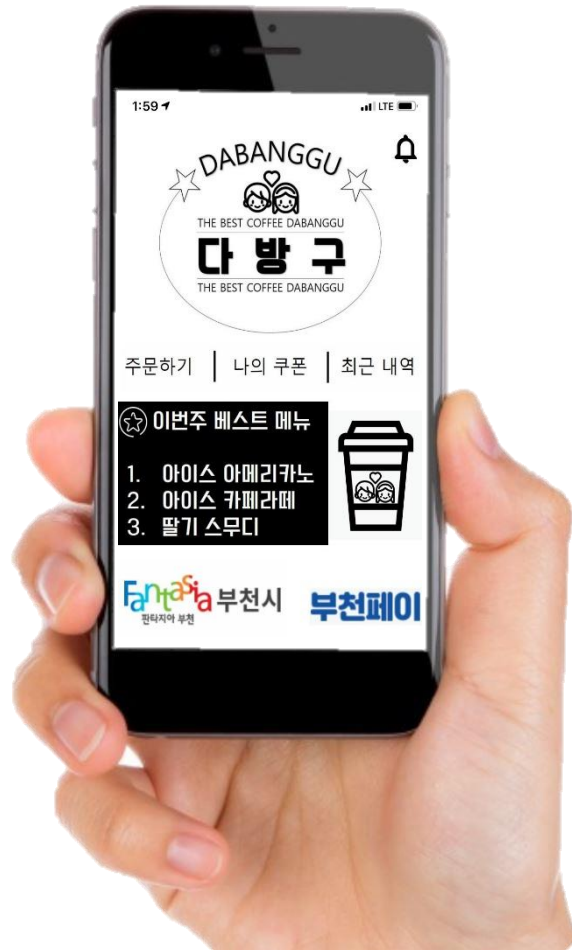 1:59
LTE
DABANGGU
THE BEST COFFEE DABANGGU
다방구
THE BEST COFFEE DABANGGU
주문하기 | 나의 쿠폰 | 최근 내역
이번주 베스트 메뉴
1. 아이스 아메리카노
2. 아이스 카페라떼
3. 딸기 스무디
Fantasia 부천시
판타지아 부천
부천페이